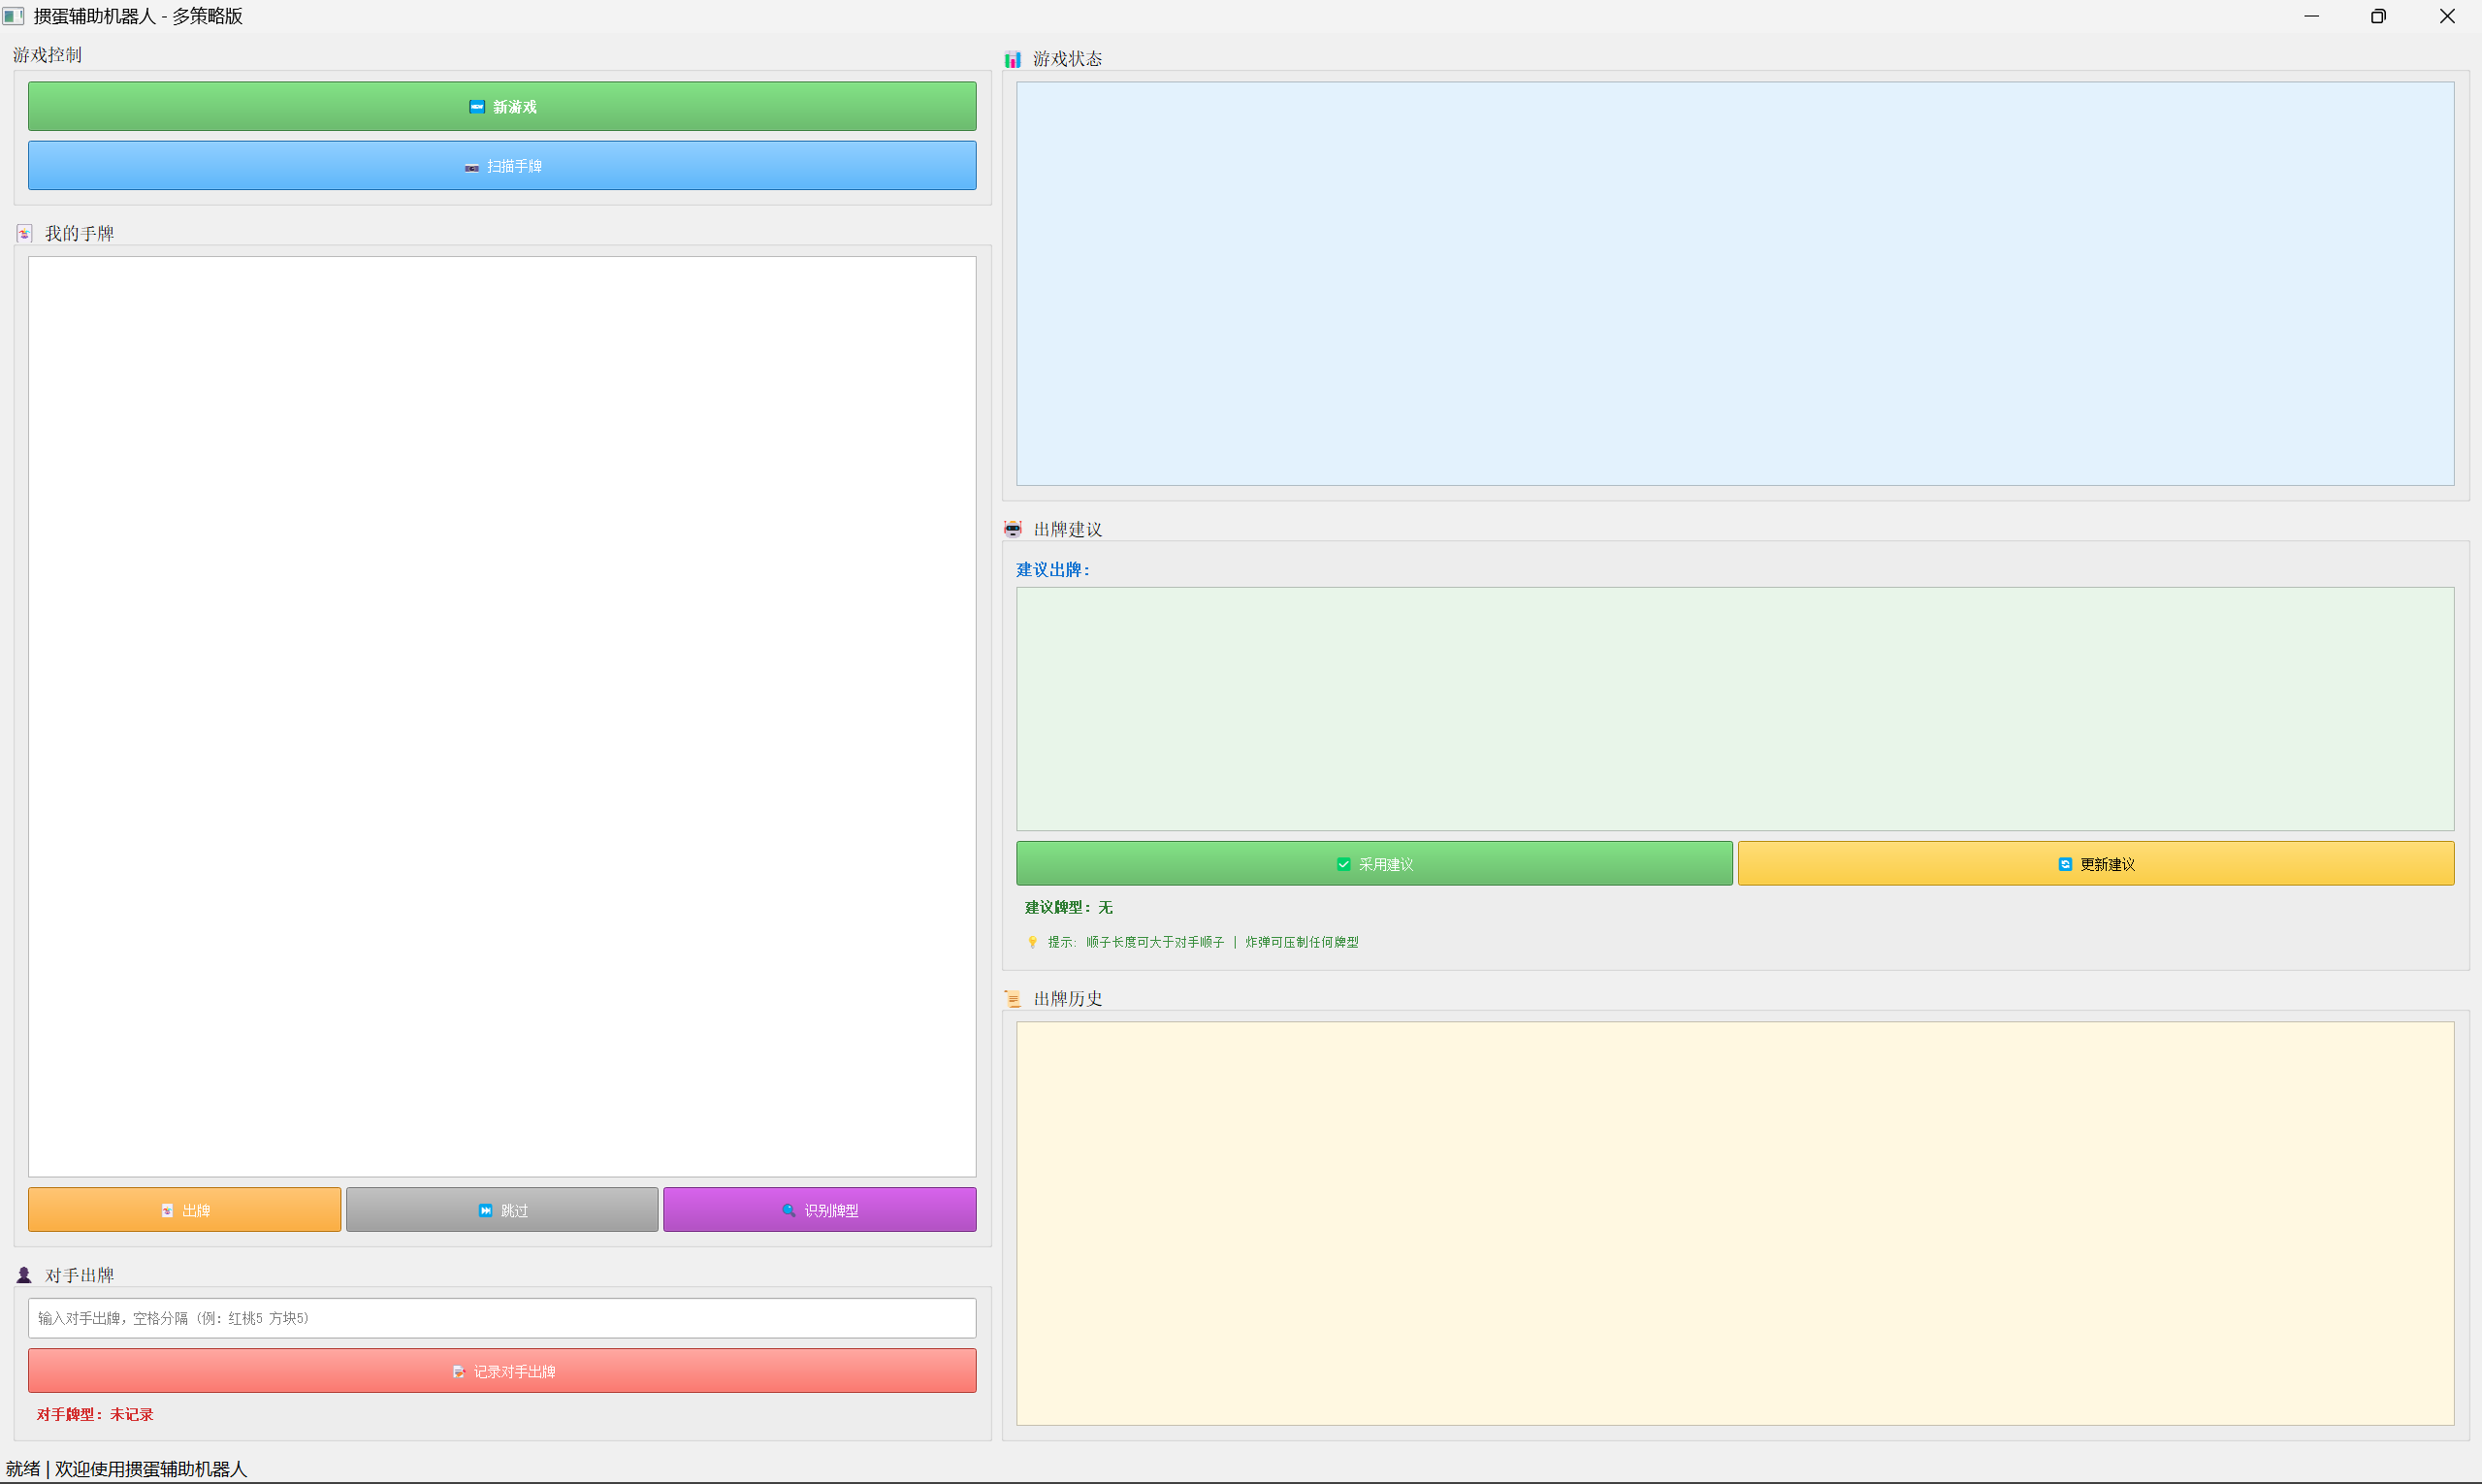 掼蛋辅助机器人 - 多策略版
游戏控制
新游戏
扫描手牌
我的手牌
出牌
跳过
识别牌型
对手出牌
输入对手出牌，空格分隔 (例: 红桃5 方块5)
记录对手出牌
对手牌型: 未记录
游戏状态
出牌建议
建议出牌:
采用建议
更新建议
建议牌型: 无
提示: 顺子长度可大于对手顺子 | 炸弹可压制任何牌型
出牌历史
就绪 | 欢迎使用掼蛋辅助机器人